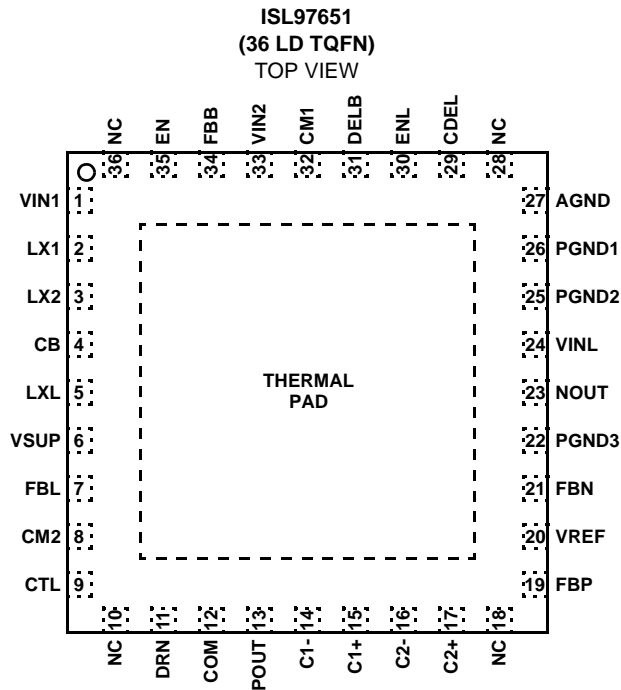 ISL97651
(36 LD TQFN)
TOP VIEW
36 NC
35 EN
34 FBB
33 VIN2
32 CM1
31 DELB
30 ENL
29 CDEL
28 NC
VIN1 1
LX1 2
LX2 3
CB 4
LXL 5
VSUP 6
FBL 7
CM2 8
CTL 9
THERMAL
PAD
27 AGND
26 PGND1
25 PGND2
24 VINL
23 NOUT
22 PGND3
21 FBN
20 VREF
19 FBP
NC 10
DRN 11
COM 12
POUT 13
C1- 14
C1+ 15
C2- 16
C2+ 17
NC 18